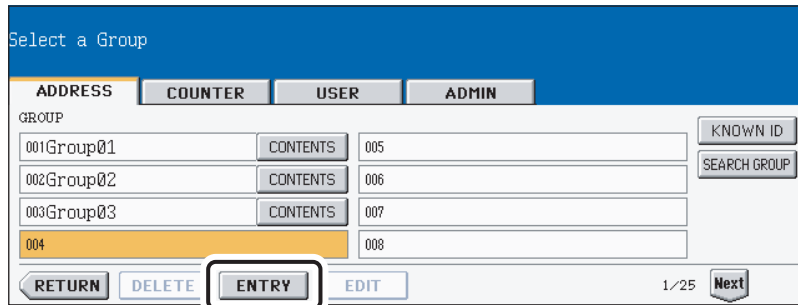 Select a Group
ADDRESS COUNTER USER ADMIN
GROUP
KNOWN ID
001Group01 CONTENTS 005
SEARCH GROUP
002Group02 CONTENTS 006
003Group03 CONTENTS 007
004 008
RETURN DELETE ENTRY EDIT 1/25 Next